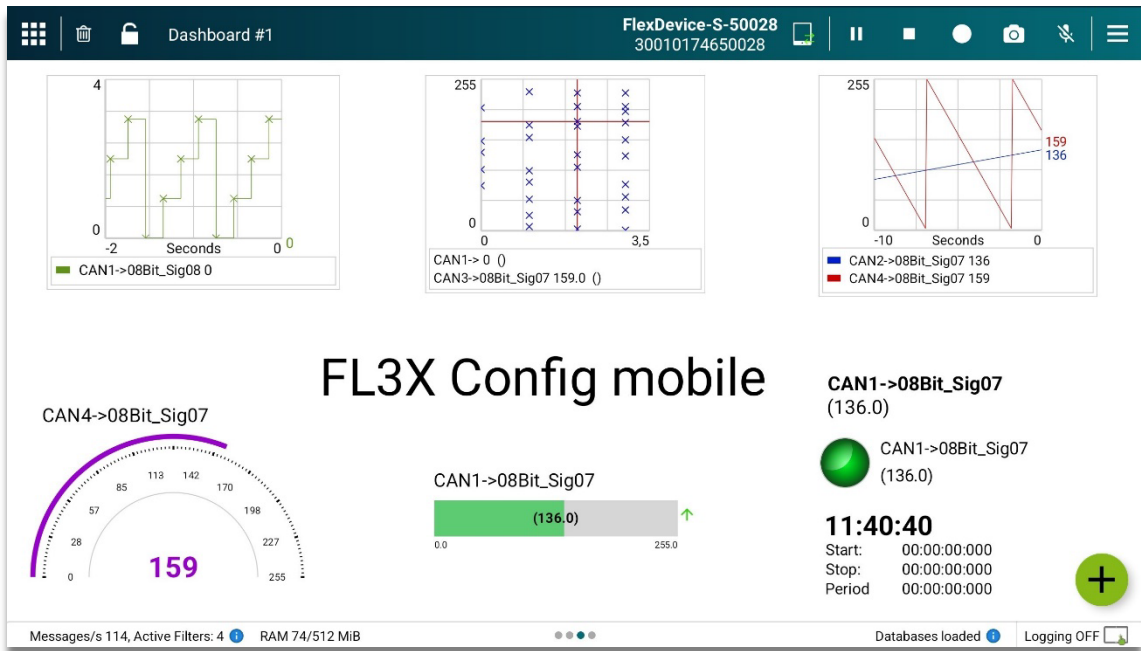 Dashboard #1
FlexDevice-S-50028
30010174650028
4
0
-2 Seconds 0 0
CAN1->08Bit_Sig08 0
255
0
0 3,5
CAN1-> 0 ()
CAN3->08Bit_Sig07 159.0 ()
255
159
136
0
-10 Seconds 0
CAN2->08Bit_Sig07 136
CAN4->08Bit_Sig07 159
FL3X Config mobile
CAN4->08Bit_Sig07
0 28 57 85 113 142 170 198 227 255
159
CAN1->08Bit_Sig07
(136.0)
0.0 255.0
CAN1->08Bit_Sig07
(136.0)
CAN1->08Bit_Sig07
(136.0)
11:40:40
Start: 00:00:00:000
Stop: 00:00:00:000
Period 00:00:00:000
Messages/s 114, Active Filters: 4 RAM 74/512 MiB
Databases loaded Logging OFF